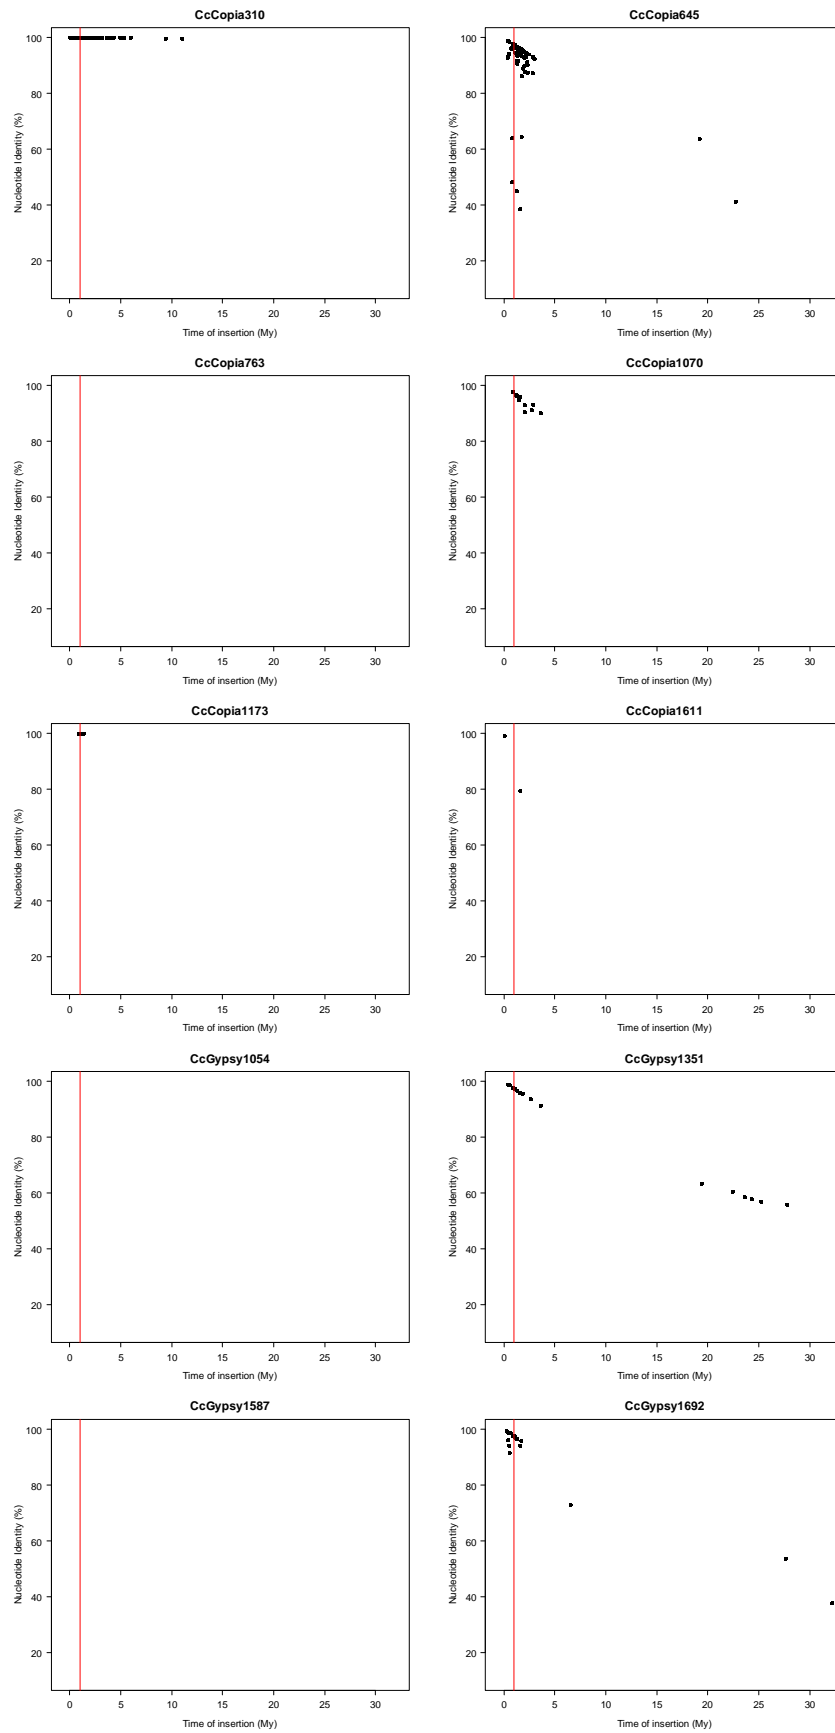 CcCopia310
Nucleotide Identity (%)
100
80
60
40
20
0 5 10 15 20 25 30
Time of insertion (My)
CcCopia645
Nucleotide Identity (%)
100
80
60
40
20
0 5 10 15 20 25 30
Time of insertion (My)
CcCopia763
Nucleotide Identity (%)
100
80
60
40
20
0 5 10 15 20 25 30
Time of insertion (My)
CcCopia1070
Nucleotide Identity (%)
100
80
60
40
20
0 5 10 15 20 25 30
Time of insertion (My)
CcCopia1173
Nucleotide Identity (%)
100
80
60
40
20
0 5 10 15 20 25 30
Time of insertion (My)
CcCopia1611
Nucleotide Identity (%)
100
80
60
40
20
0 5 10 15 20 25 30
Time of insertion (My)
CcGypsy1054
Nucleotide Identity (%)
100
80
60
40
20
0 5 10 15 20 25 30
Time of insertion (My)
CcGypsy1351
Nucleotide Identity (%)
100
80
60
40
20
0 5 10 15 20 25 30
Time of insertion (My)
CcGypsy1587
Nucleotide Identity (%)
100
80
60
40
20
0 5 10 15 20 25 30
Time of insertion (My)
CcGypsy1692
Nucleotide Identity (%)
100
80
60
40
20
0 5 10 15 20 25 30
Time of insertion (My)